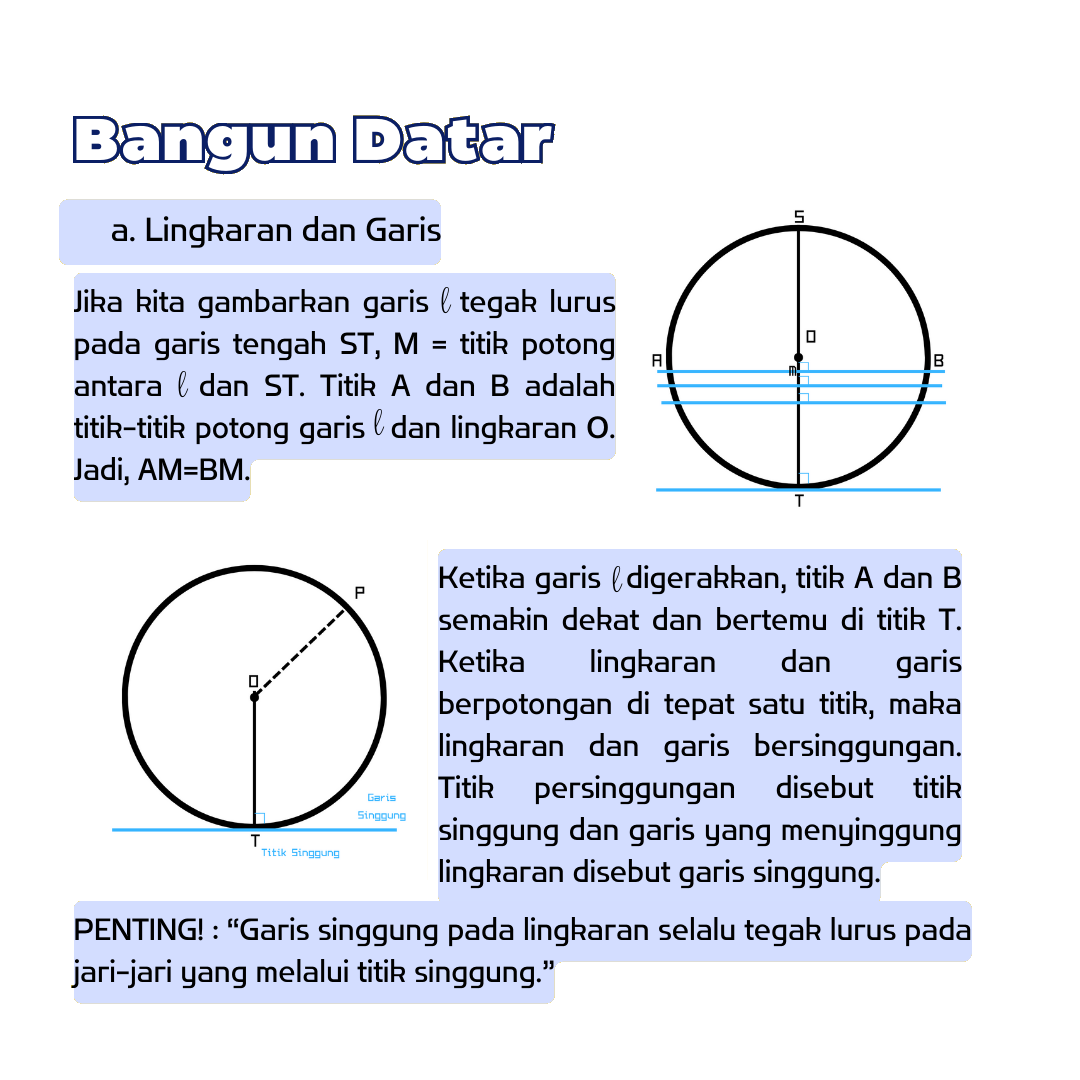 Bangun Datar
a. Lingkaran dan Garis
Jika kita gambarkan garis ℓ tegak lurus
pada garis tengah ST, M = titik potong
antara ℓ dan ST. Titik A dan B adalah
titik-titik potong garis ℓ dan lingkaran O.
Jadi, AM=BM.
S
O
A
B
m
T
P
O
Garis
Singgung
T
Titik Singgung
Ketika garis ℓ digerakkan, titik A dan B
semakin dekat dan bertemu di titik T.
Ketika lingkaran dan garis
berpotongan di tepat satu titik, maka
lingkaran dan garis bersinggungan.
Titik persinggungan disebut titik
singgung dan garis yang menyinggung
lingkaran disebut garis singgung.
PENTING! : “Garis singgung pada lingkaran selalu tegak lurus pada
jari-jari yang melalui titik singgung.”